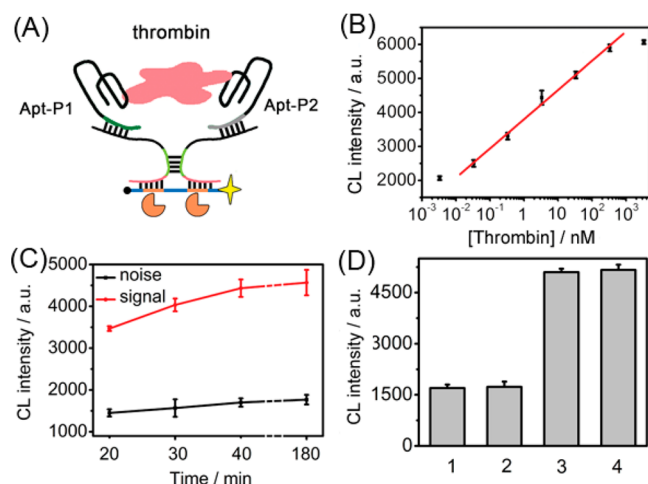 (A)
thrombin
Apt-P1
Apt-P2
(B)
CL intensity / a.u.
6000
5000
4000
3000
2000
10⁻³ 10⁻² 10⁻¹ 1 10¹ 10² 10³
[Thrombin] / nM
(C)
CL intensity / a.u.
5000
4000
3000
2000
1000
noise
signal
20 30 40 180
Time / min
(D)
CL intensity / a.u.
4500
3000
1500
0
1 2 3 4